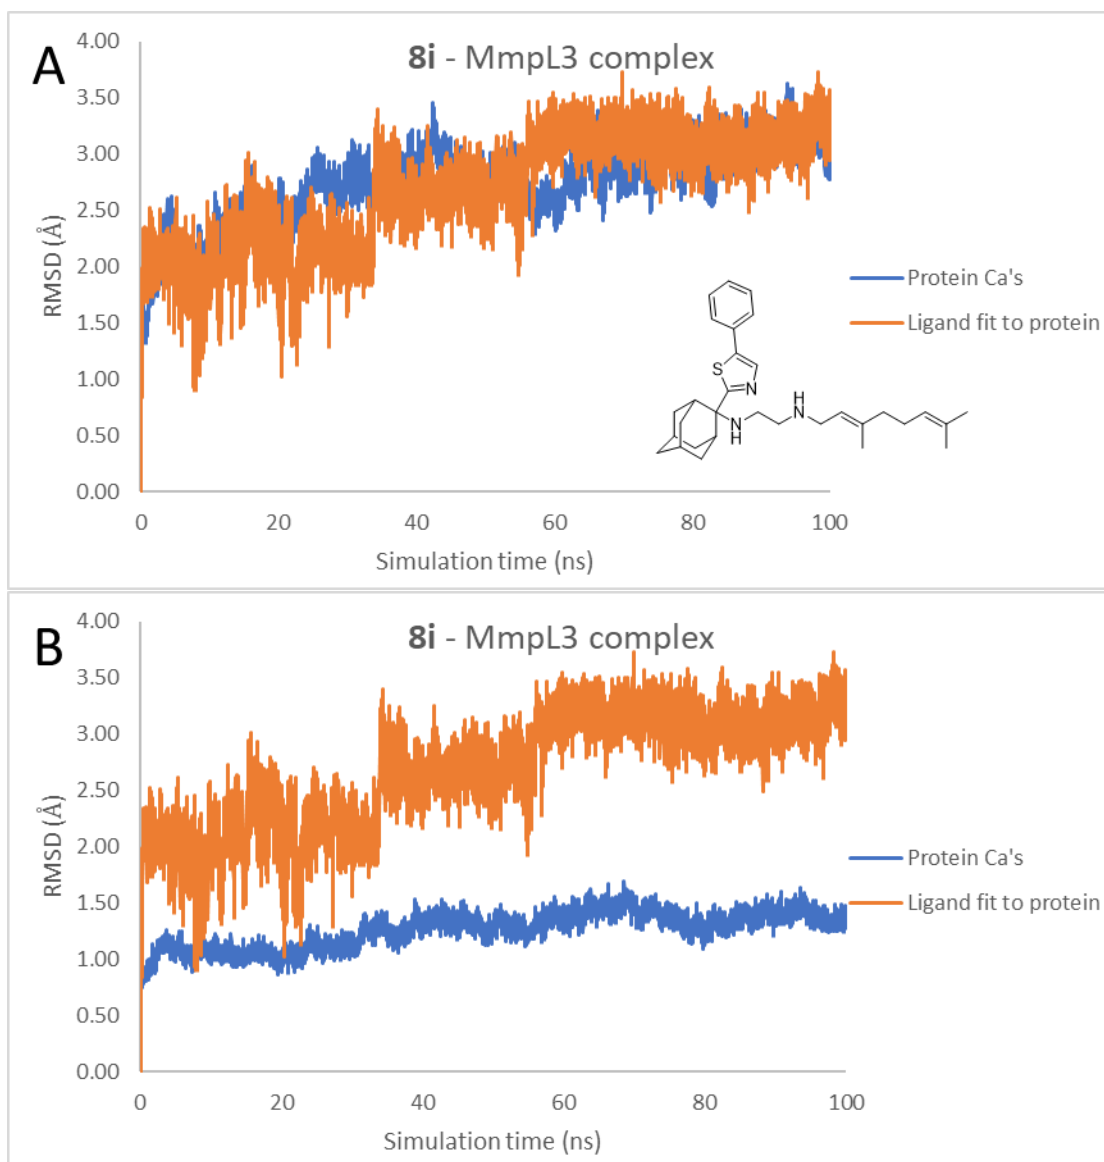 A
8i - MmpL3 complex
4.00
3.50
3.00
2.50
2.00
1.50
1.00
0.50
0.00
RMSD (Å)
0 20 40 60 80 100
Simulation time (ns)
Protein Ca's
Ligand fit to protein
S
N
N
H
H
N
B
8i - MmpL3 complex
4.00
3.50
3.00
2.50
2.00
1.50
1.00
0.50
0.00
RMSD (Å)
0 20 40 60 80 100
Simulation time (ns)
Protein Ca's
Ligand fit to protein